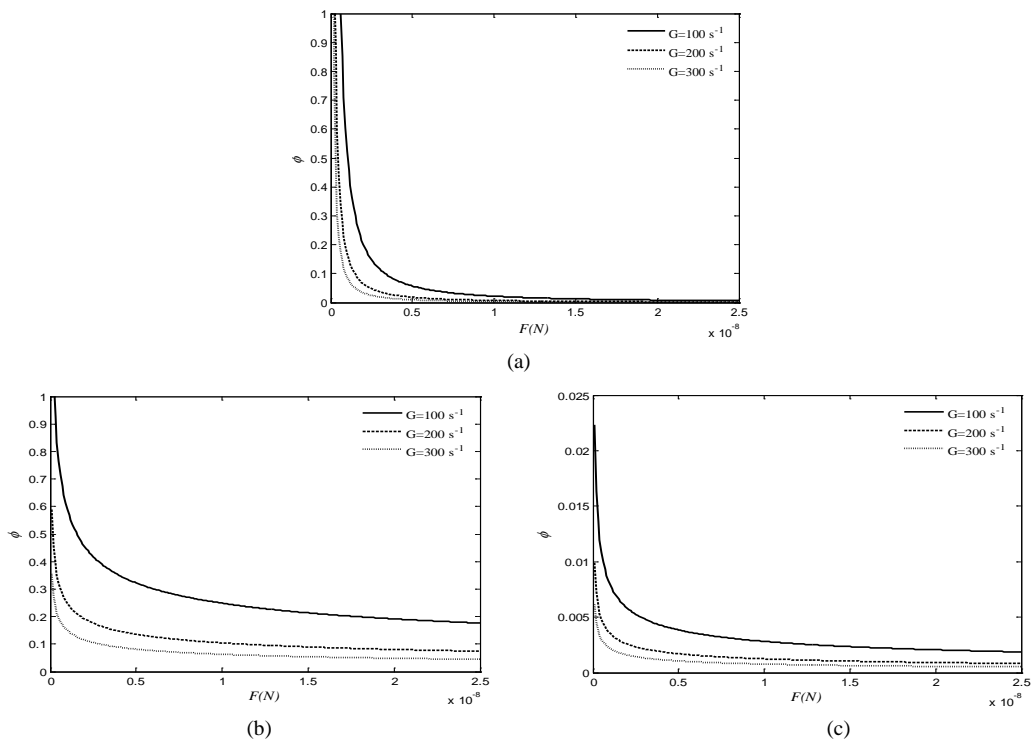 1
0.9
0.8
0.7
0.6
0.5
0.4
0.3
0.2
0.1
0
ϕ
G=100 s⁻¹
G=200 s⁻¹
G=300 s⁻¹
0 0.5 1 1.5 2 2.5
F(N)
x 10⁻⁸
(a)
1
0.9
0.8
0.7
0.6
0.5
0.4
0.3
0.2
0.1
0
ϕ
G=100 s⁻¹
G=200 s⁻¹
G=300 s⁻¹
0 0.5 1 1.5 2 2.5
F(N)
x 10⁻⁸
(b)
0.025
0.02
0.015
0.01
0.005
0
ϕ
G=100 s⁻¹
G=200 s⁻¹
G=300 s⁻¹
0 0.5 1 1.5 2 2.5
F(N)
x 10⁻⁸
(c)